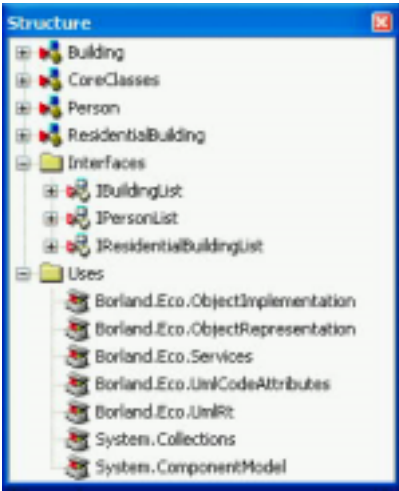 Structure
Building
CoreClasses
Person
ResidentialBuilding
Interfaces
IBuildingList
IPersonList
IResidentialBuildingList
Uses
Borland.Eco.ObjectImplementation
Borland.Eco.ObjectRepresentation
Borland.Eco.Services
Borland.Eco.UmlCodeAttributes
Borland.Eco.UmlRt
System.Collections
System.ComponentModel